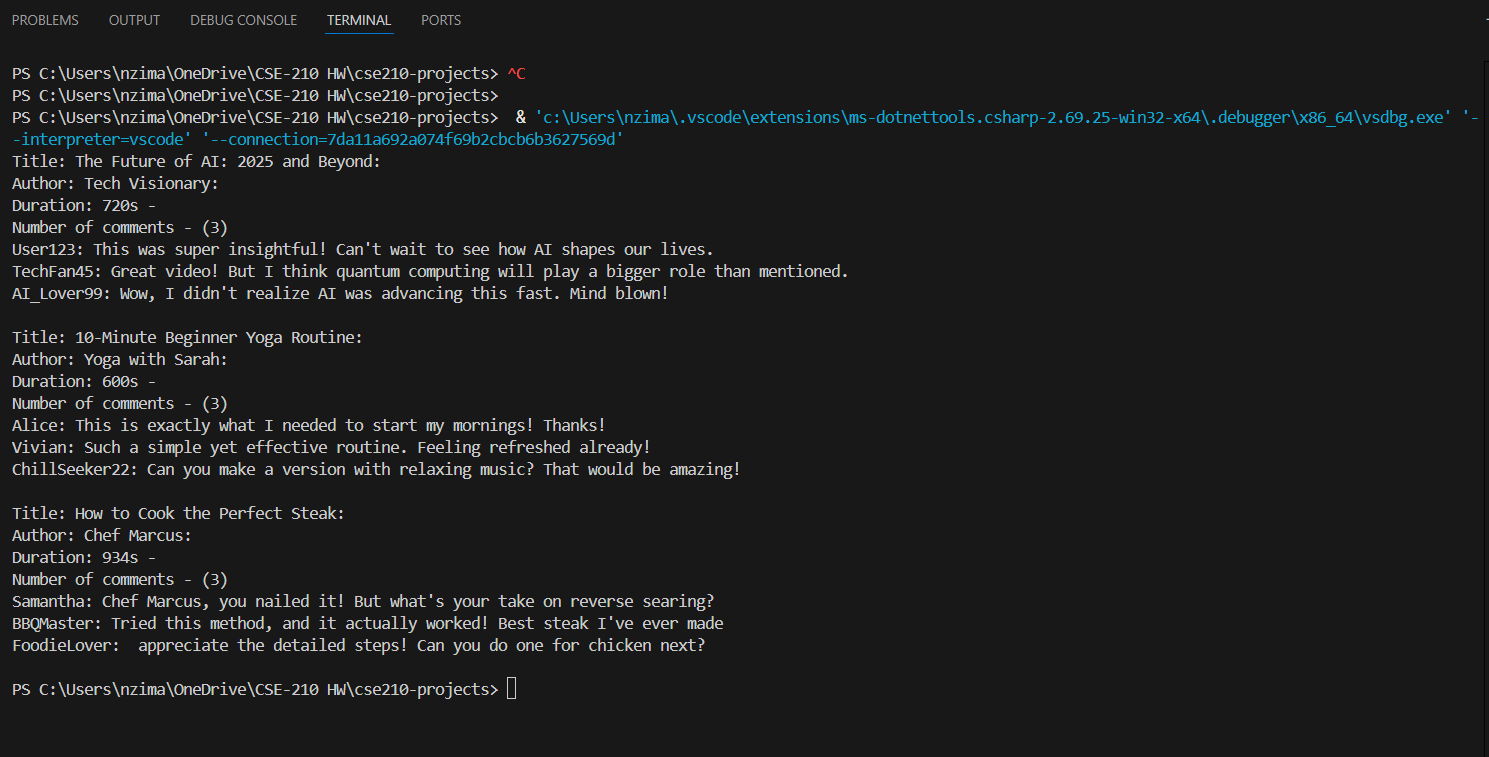 PROBLEMS OUTPUT DEBUG CONSOLE TERMINAL PORTS
PS C:\Users\nzima\OneDrive\CSE-210 HW\cse210-projects> ^C
PS C:\Users\nzima\OneDrive\CSE-210 HW\cse210-projects>
PS C:\Users\nzima\OneDrive\CSE-210 HW\cse210-projects>  & 'c:\Users\nzima\.vscode\extensions\ms-dotnettools.csharp-2.69.25-win32-x64\.debugger\x86_64\vsdbg.exe' '-
-interpreter=vscode' '--connection=7da11a692a074f69b2cbcb6b3627569d'
Title: The Future of AI: 2025 and Beyond:
Author: Tech Visionary:
Duration: 720s -
Number of comments - (3)
User123: This was super insightful! Can't wait to see how AI shapes our lives.
TechFan45: Great video! But I think quantum computing will play a bigger role than mentioned.
AI_Lover99: Wow, I didn't realize AI was advancing this fast. Mind blown!
Title: 10-Minute Beginner Yoga Routine:
Author: Yoga with Sarah:
Duration: 600s -
Number of comments - (3)
Alice: This is exactly what I needed to start my mornings! Thanks!
Vivian: Such a simple yet effective routine. Feeling refreshed already!
ChillSeeker22: Can you make a version with relaxing music? That would be amazing!
Title: How to Cook the Perfect Steak:
Author: Chef Marcus:
Duration: 934s -
Number of comments - (3)
Samantha: Chef Marcus, you nailed it! But what's your take on reverse searing?
BBQMaster: Tried this method, and it actually worked! Best steak I've ever made
FoodieLover:  appreciate the detailed steps! Can you do one for chicken next?
PS C:\Users\nzima\OneDrive\CSE-210 HW\cse210-projects>